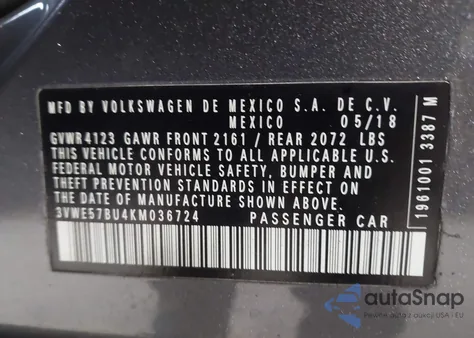 MFD BY VOLKSWAGEN DE MEXICO S.A. DE C.V.
MEXICO 05/18
GVWR 4123 GAWR FRONT 2161 / REAR 2072 LBS
THIS VEHICLE CONFORMS TO ALL APPLICABLE U.S.
FEDERAL MOTOR VEHICLE SAFETY, BUMPER AND
THEFT PREVENTION STANDARDS IN EFFECT ON
THE DATE OF MANUFACTURE SHOWN ABOVE.
3VWE57BU4KM036724 PASSENGER CAR
1961001 3387 M
autoSnap